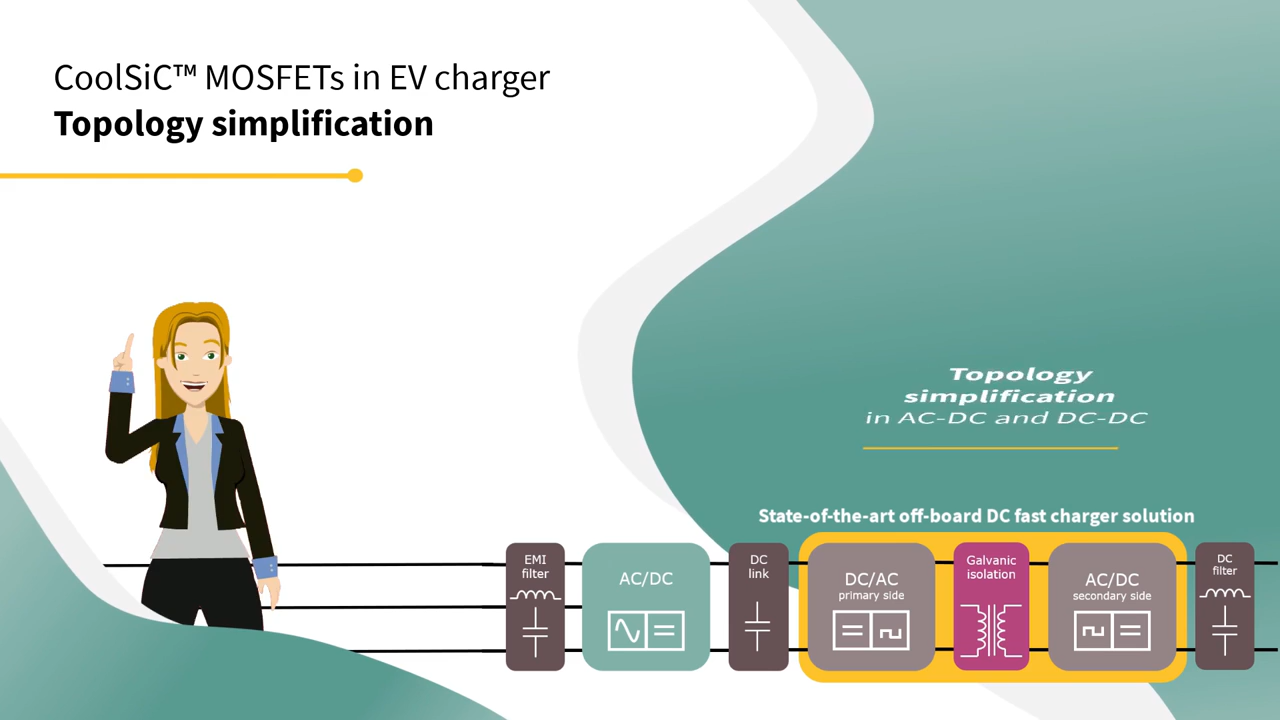 CoolSiC™ MOSFETs in EV charger
Topology simplification
Topology
simplification
in AC-DC and DC-DC
State-of-the-art off-board DC fast charger solution
EMI
filter
AC/DC
DC
link
DC/AC
primary side
Galvanic
isolation
AC/DC
secondary side
DC
filter